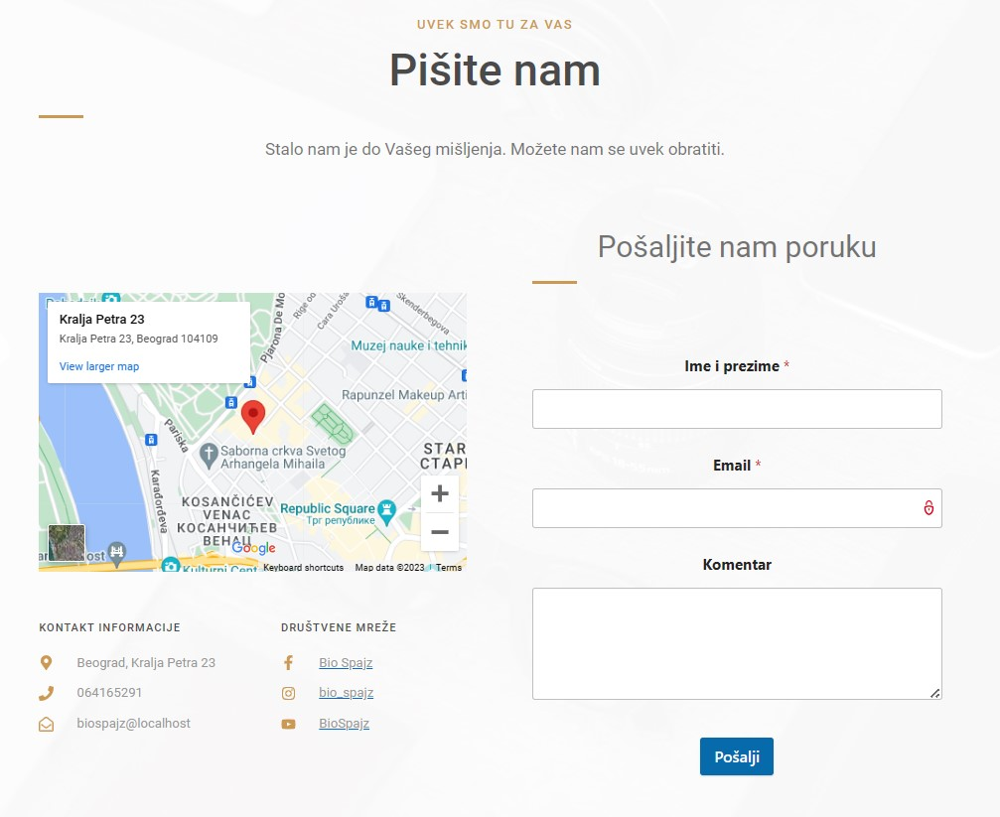 UVEK SMO TU ZA VAS
Pišite nam
Stalo nam je do Vašeg mišljenja. Možete nam se uvek obratiti.
Kralja Petra 23
Kralja Petra 23, Beograd 104109
View larger map
Pjarona De Mo
Rige od
Cara Uroša
Skenderbegova
Muzej nauke i tehnik
Rapunzel Makeup Arti
Pariska
Saborna crkva Svetog
Arhangela Mihaila
STAR
СТАРИ
Karađorđeva
KOSANČIĆEV
VENAC
КОСАНЧИЋЕВ
ВЕНАЦ
Republic Square
Трг републике
Google
Kulturni Cent
Keyboard shortcuts
Map data ©2023
Terms
KONTAKT INFORMACIJE
Beograd, Kralja Petra 23
064165291
biospajz@localhost
DRUŠTVENE MREŽE
Bio Spajz
bio_spajz
BioSpajz
Pošaljite nam poruku
Ime i prezime *
Email *
Komentar
Pošalji